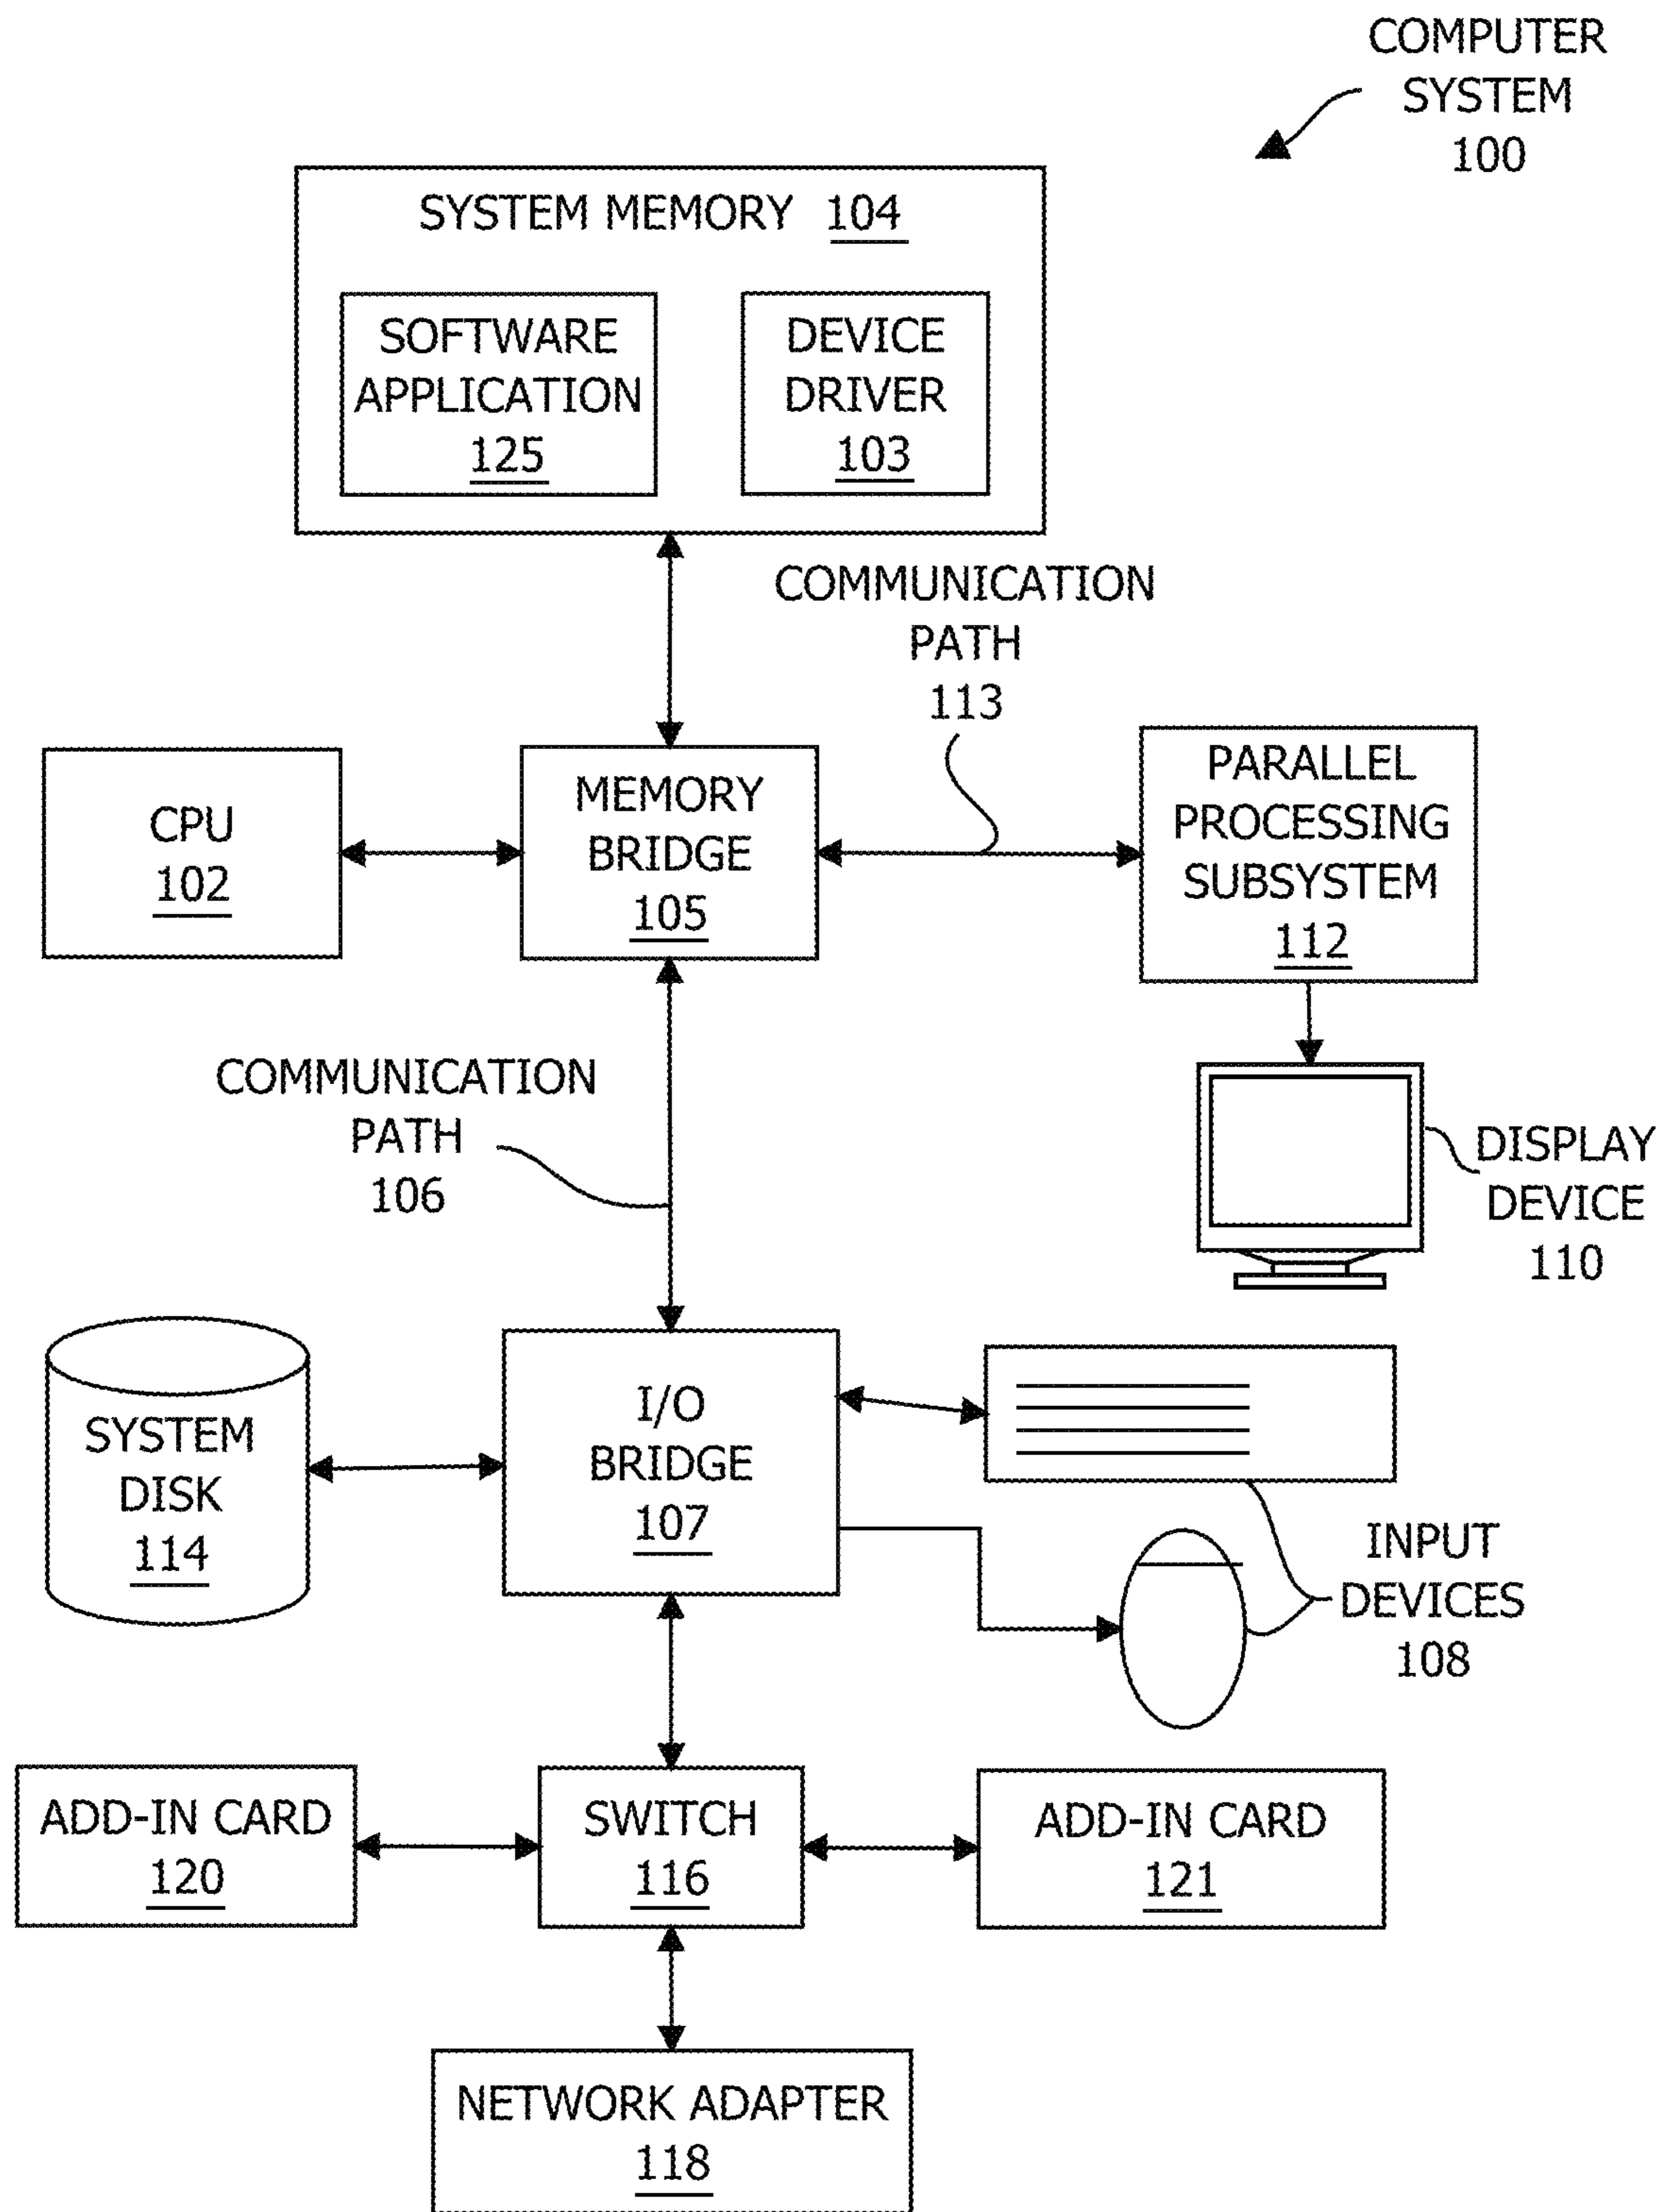 COMPUTER
SYSTEM
100
SYSTEM MEMORY 104
SOFTWARE
APPLICATION
125
DEVICE
DRIVER
103
COMMUNICATION
PATH
113
CPU
102
MEMORY
BRIDGE
105
PARALLEL
PROCESSING
SUBSYSTEM
112
COMMUNICATION
PATH
106
DISPLAY
DEVICE
110
SYSTEM
DISK
114
I/O
BRIDGE
107
INPUT
DEVICES
108
ADD-IN CARD
120
SWITCH
116
ADD-IN CARD
121
NETWORK ADAPTER
118